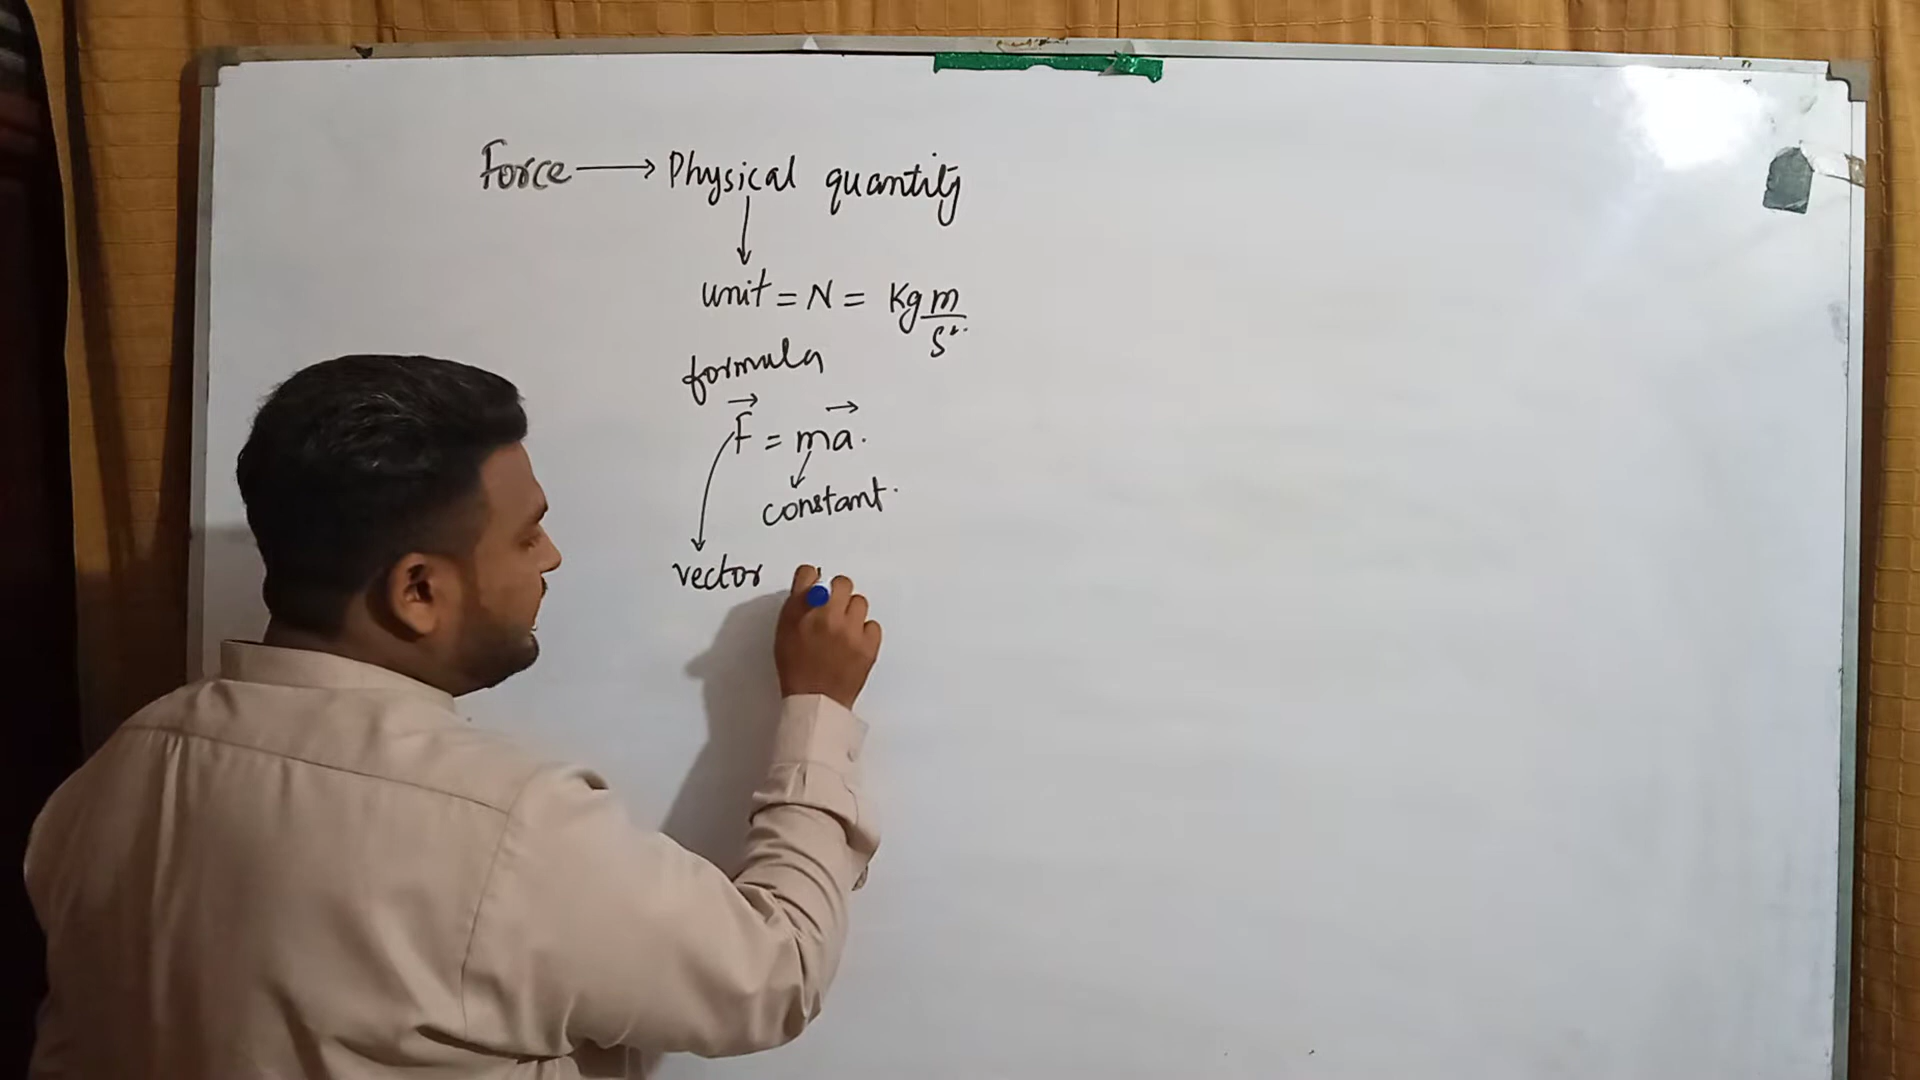 Force → Physical quantity
unit = N = Kg m/s².
formula
F⃗ = ma⃗.
constant.
vector